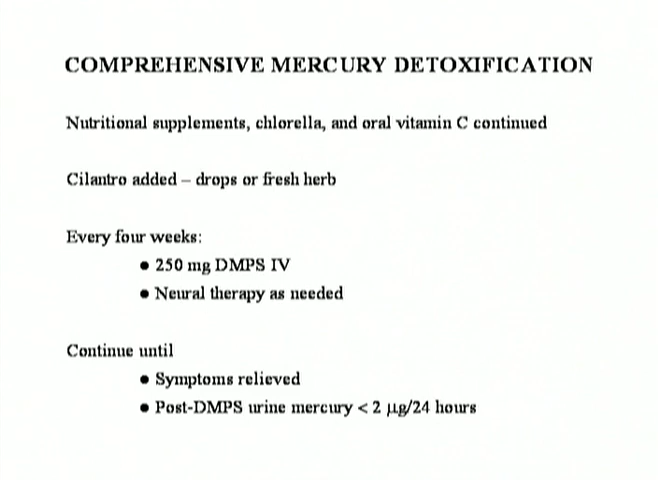 COMPREHENSIVE MERCURY DETOXIFICATION
Nutritional supplements, chlorella, and oral vitamin C continued
Cilantro added – drops or fresh herb
Every four weeks:
● 250 mg DMPS IV
● Neural therapy as needed
Continue until
● Symptoms relieved
● Post-DMPS urine mercury < 2 µg/24 hours